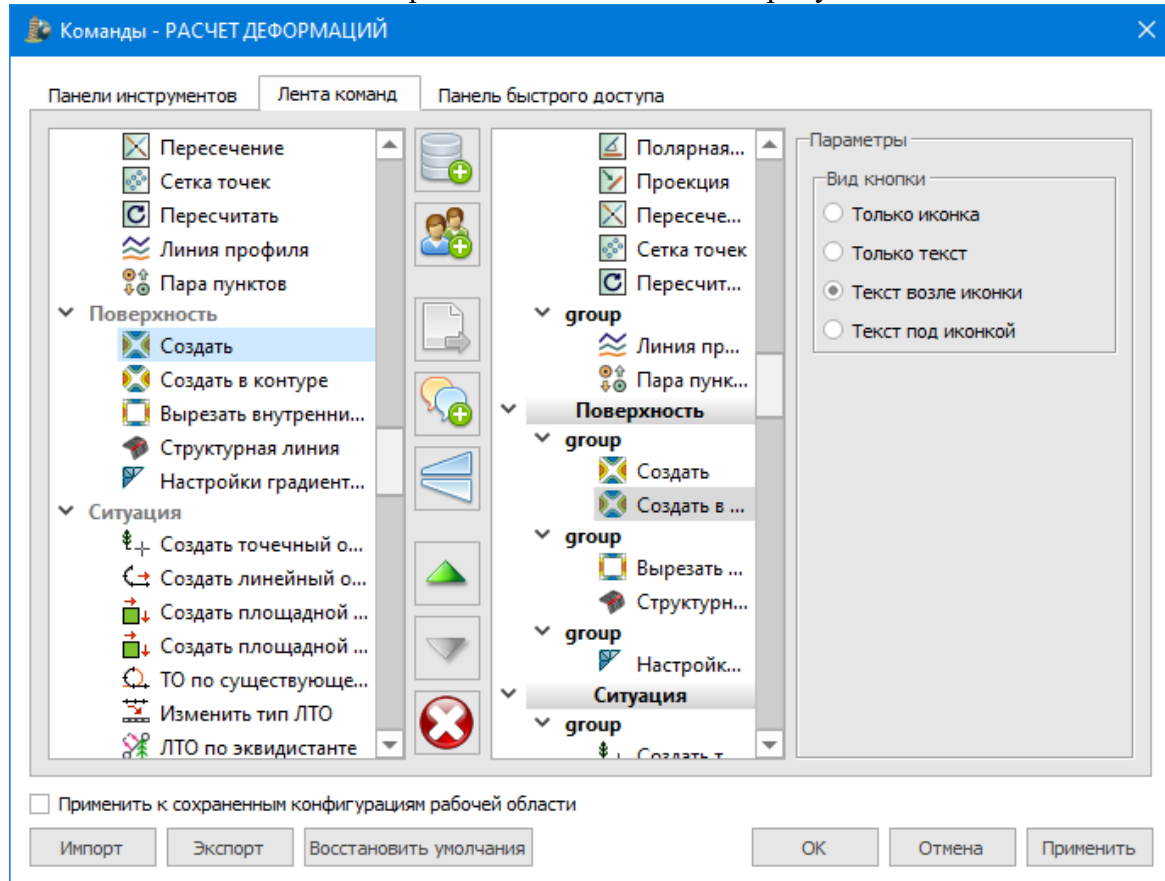 Команды - РАСЧЕТ ДЕФОРМАЦИЙ
Панели инструментов
Лента команд
Панель быстрого доступа
Пересечение
Сетка точек
Пересчитать
Линия профиля
Пара пунктов
Поверхность
Создать
Создать в контуре
Вырезать внутренни...
Структурная линия
Настройки градиент...
Ситуация
Создать точечный о...
Создать линейный о...
Создать площадной ...
Создать площадной ...
ТО по существующе...
Изменить тип ЛТО
ЛТО по эквидистанте
Полярная...
Проекция
Пересече...
Сетка точек
Пересчит...
group
Линия пр...
Пара пунк...
Поверхность
group
Создать
Создать в ...
group
Вырезать ...
Структурн...
group
Настройк...
Ситуация
group
Создать т...
Параметры
Вид кнопки
Только иконка
Только текст
Текст возле иконки
Текст под иконкой
Применить к сохраненным конфигурациям рабочей области
Импорт
Экспорт
Восстановить умолчания
ОК
Отмена
Применить